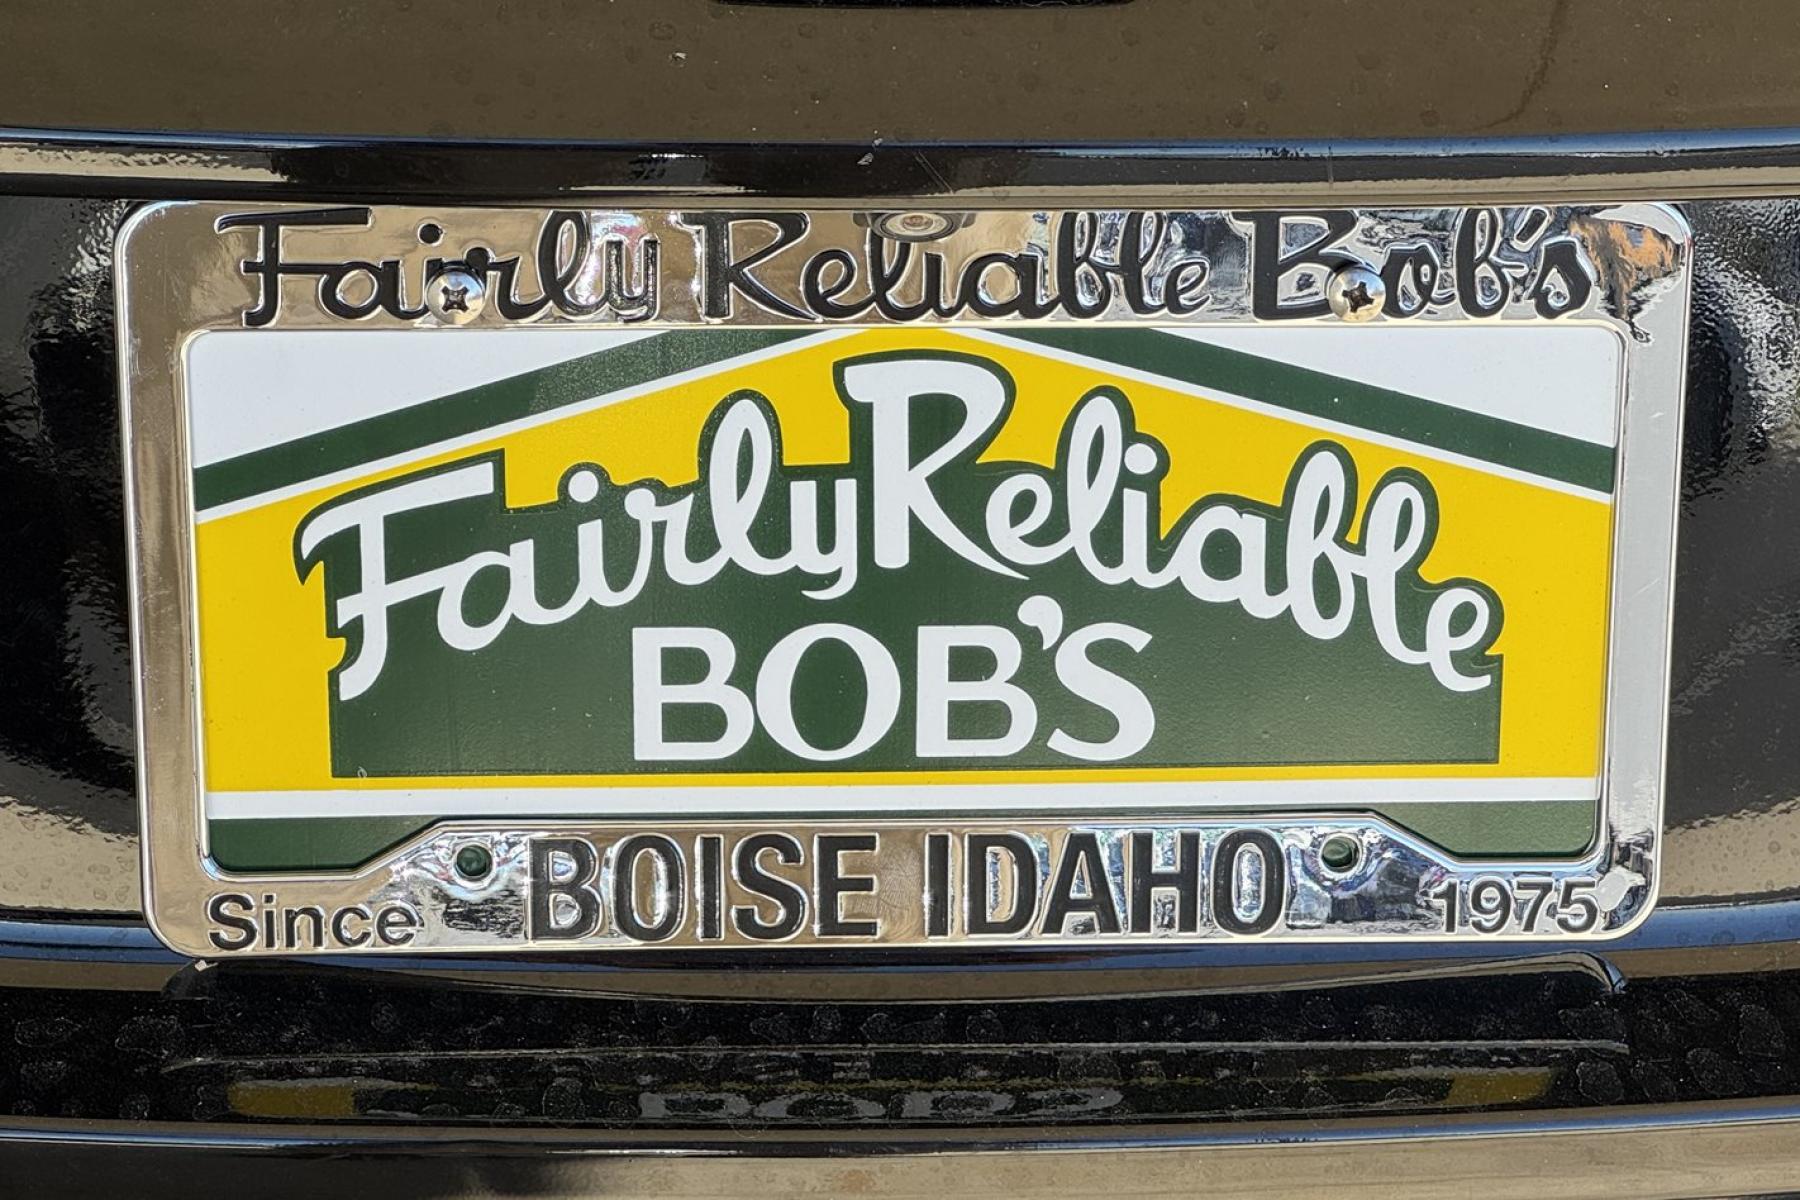 Fairly Reliable Bob's
Fairly Reliable
BOB'S
Since BOISE IDAHO 1975